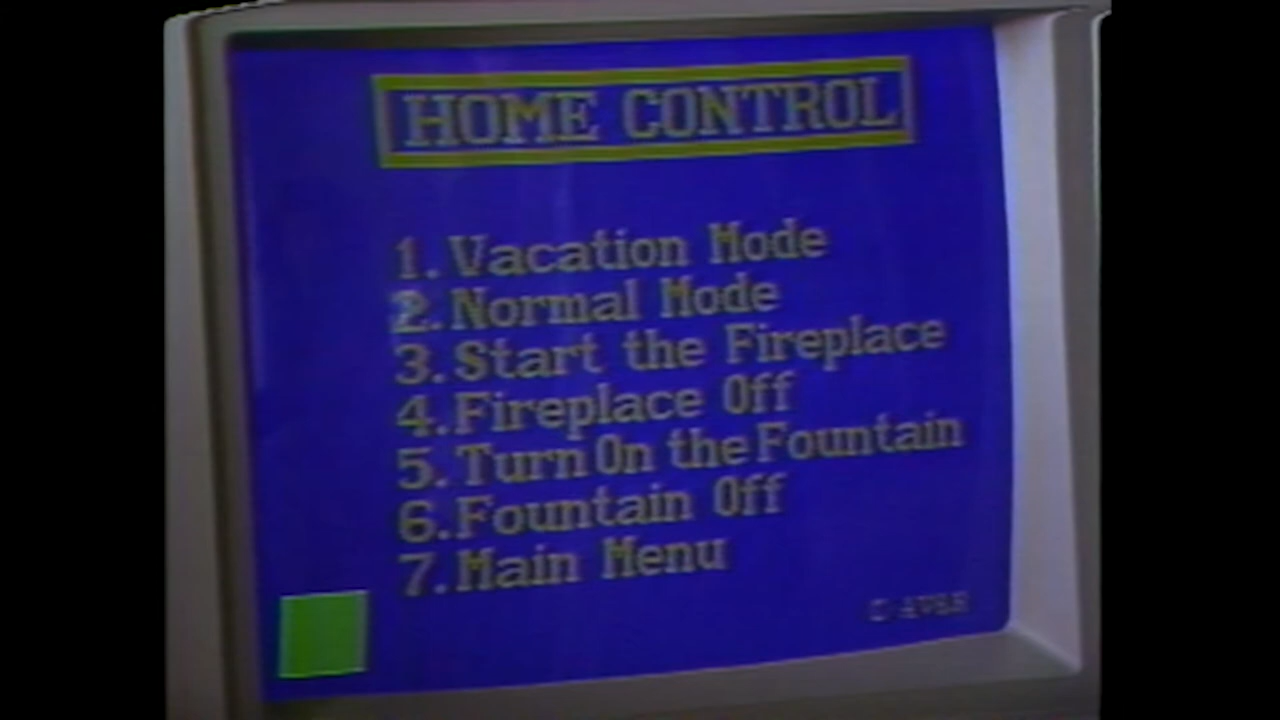 HOME CONTROL
1. Vacation Mode
2. Normal Mode
3. Start the Fireplace
4. Fireplace Off
5. Turn On the Fountain
6. Fountain Off
7. Main Menu